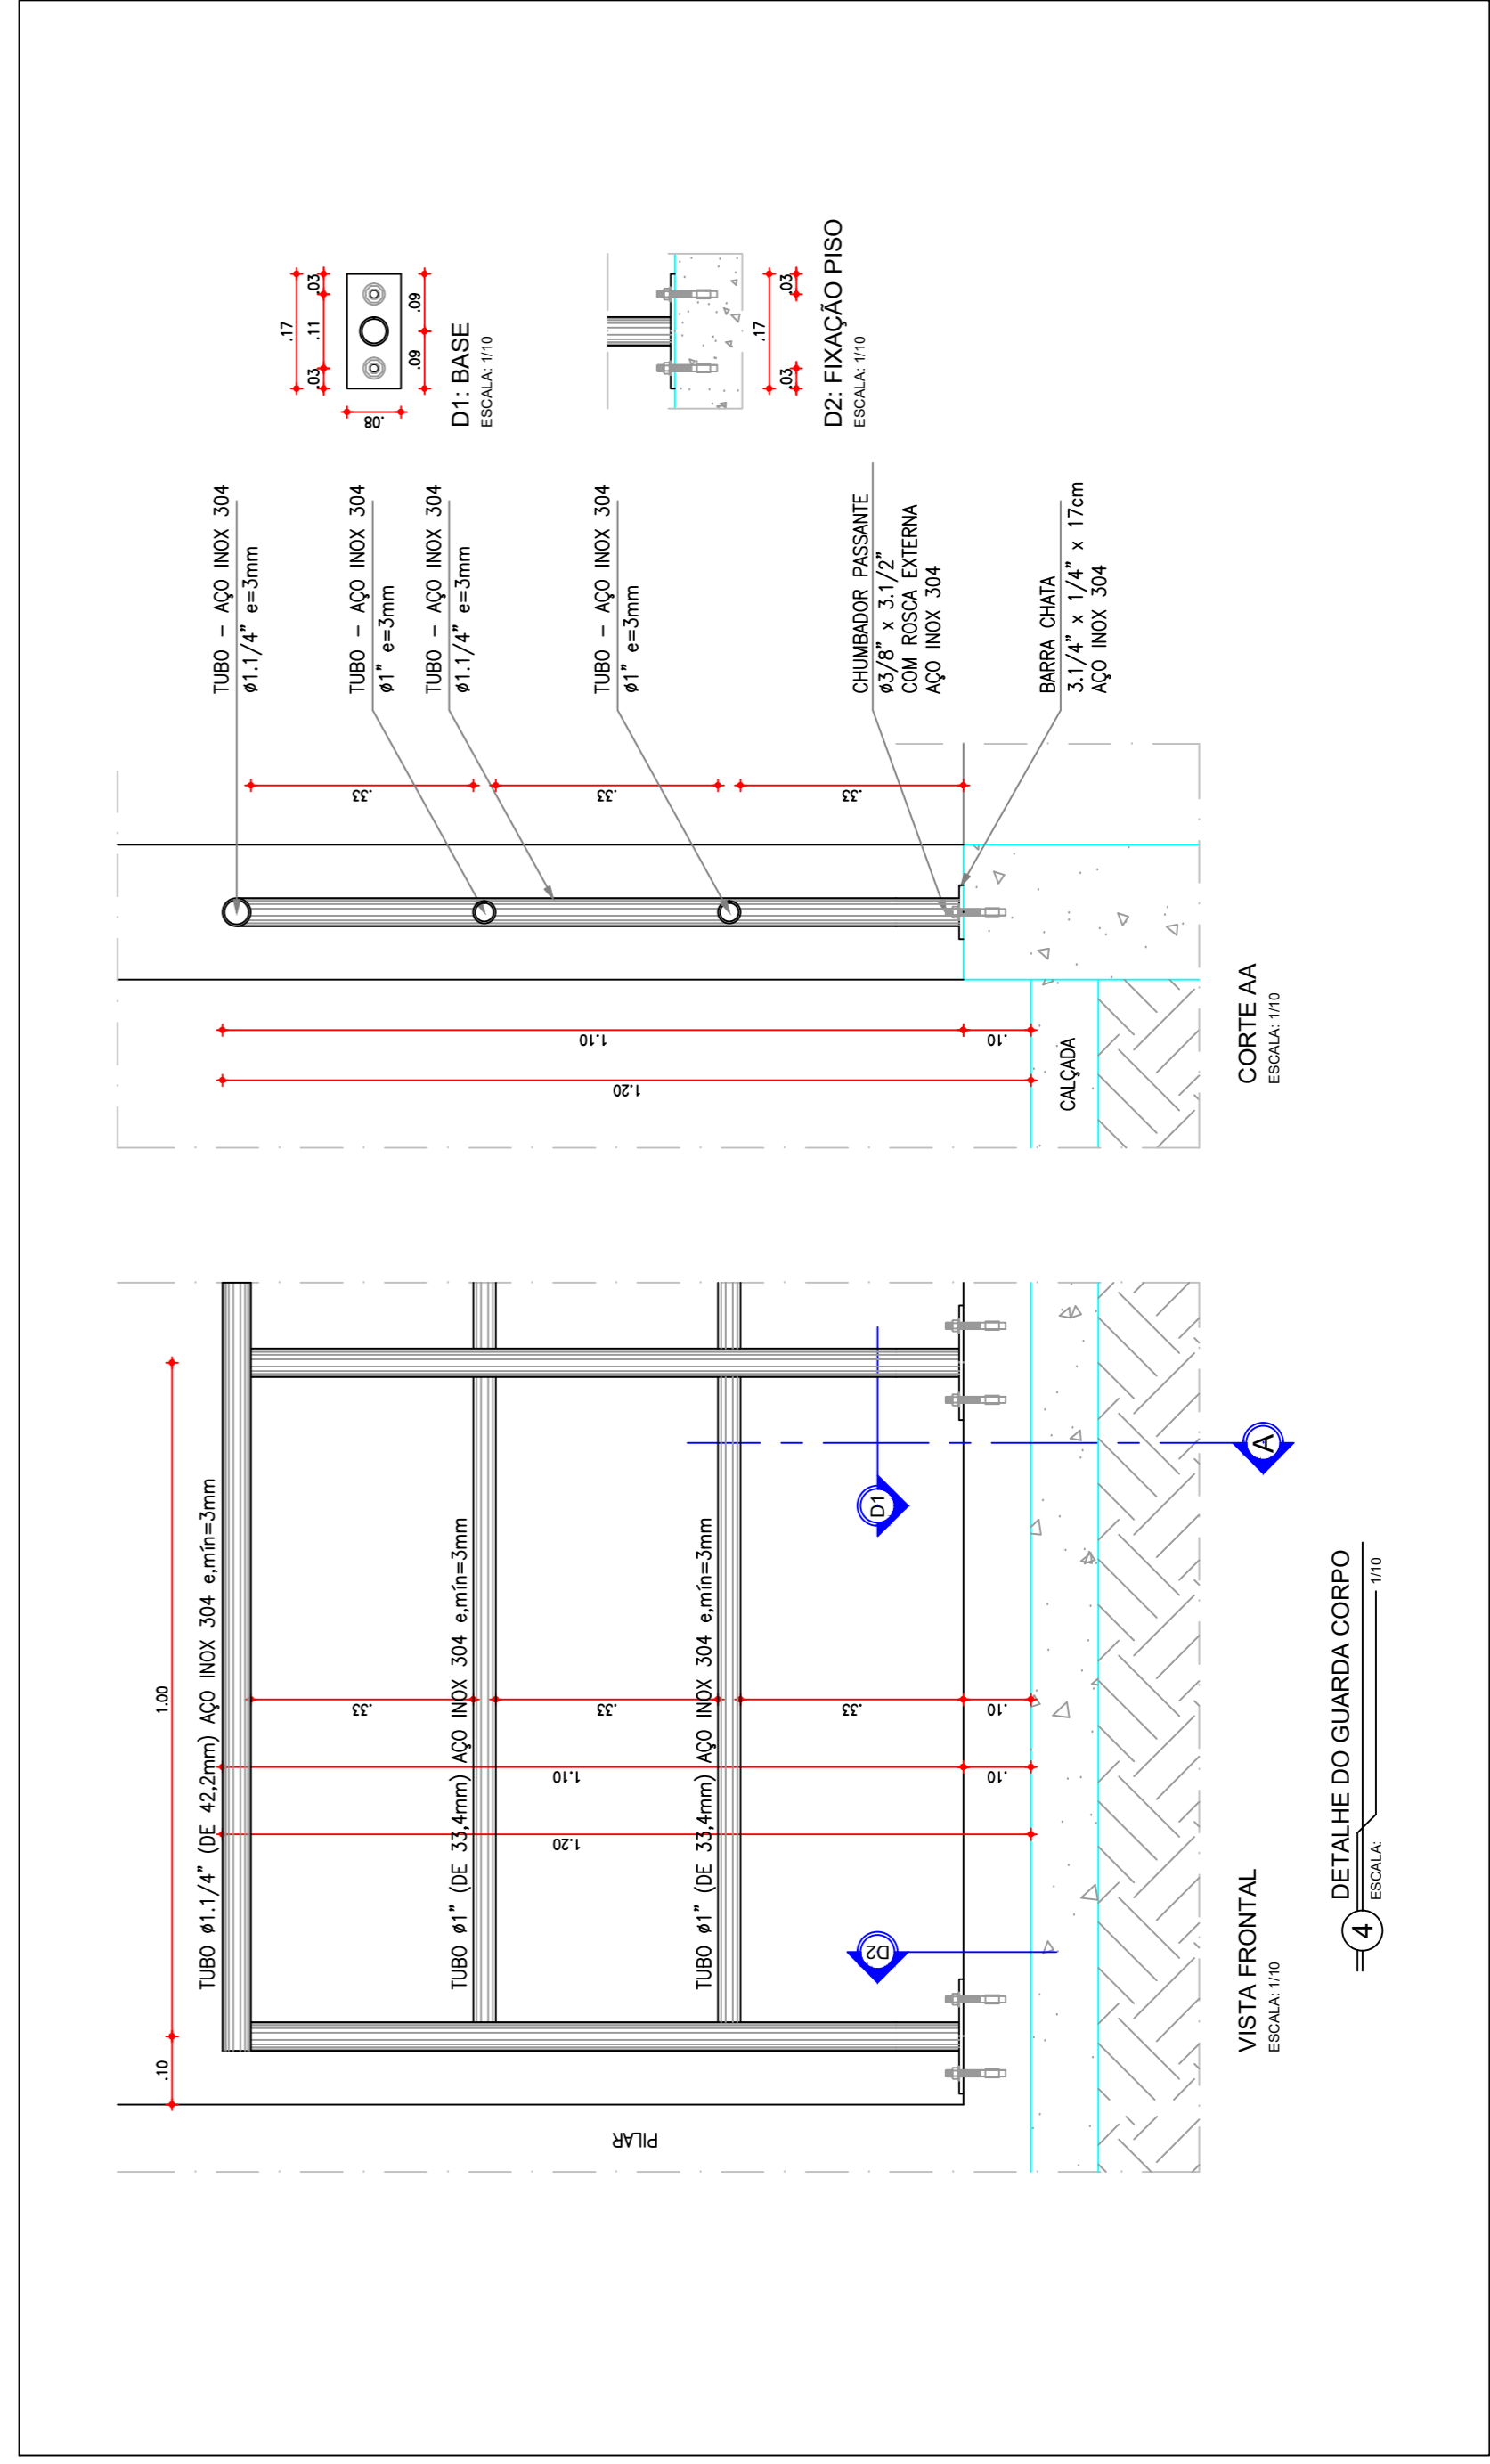 .10
1.00
TUBO ø1.1/4" (DE 42,2mm) AÇO INOX 304 e,mín=3mm
TUBO ø1" (DE 33,4mm) AÇO INOX 304 e,mín=3mm
TUBO ø1" (DE 33,4mm) AÇO INOX 304 e,mín=3mm
.33
.33
.33
.10
1.10
.10
1.20
PILAR
D2
D1
A
VISTA FRONTAL
ESCALA: 1/10
4
DETALHE DO GUARDA CORPO
ESCALA:
1/10
TUBO - AÇO INOX 304
ø1.1/4" e=3mm
TUBO - AÇO INOX 304
ø1" e=3mm
TUBO - AÇO INOX 304
ø1.1/4" e=3mm
TUBO - AÇO INOX 304
ø1" e=3mm
CHUMBADOR PASSANTE
ø3/8" x 3.1/2"
COM ROSCA EXTERNA
AÇO INOX 304
BARRA CHATA
3.1/4" x 1/4" x 17cm
AÇO INOX 304
.33
.33
.33
1.10
.10
1.20
CALÇADA
CORTE AA
ESCALA: 1/10
.17
.03
.11
.03
.08
.09
.09
D1: BASE
ESCALA: 1/10
.17
.03
.03
D2: FIXAÇÃO PISO
ESCALA: 1/10